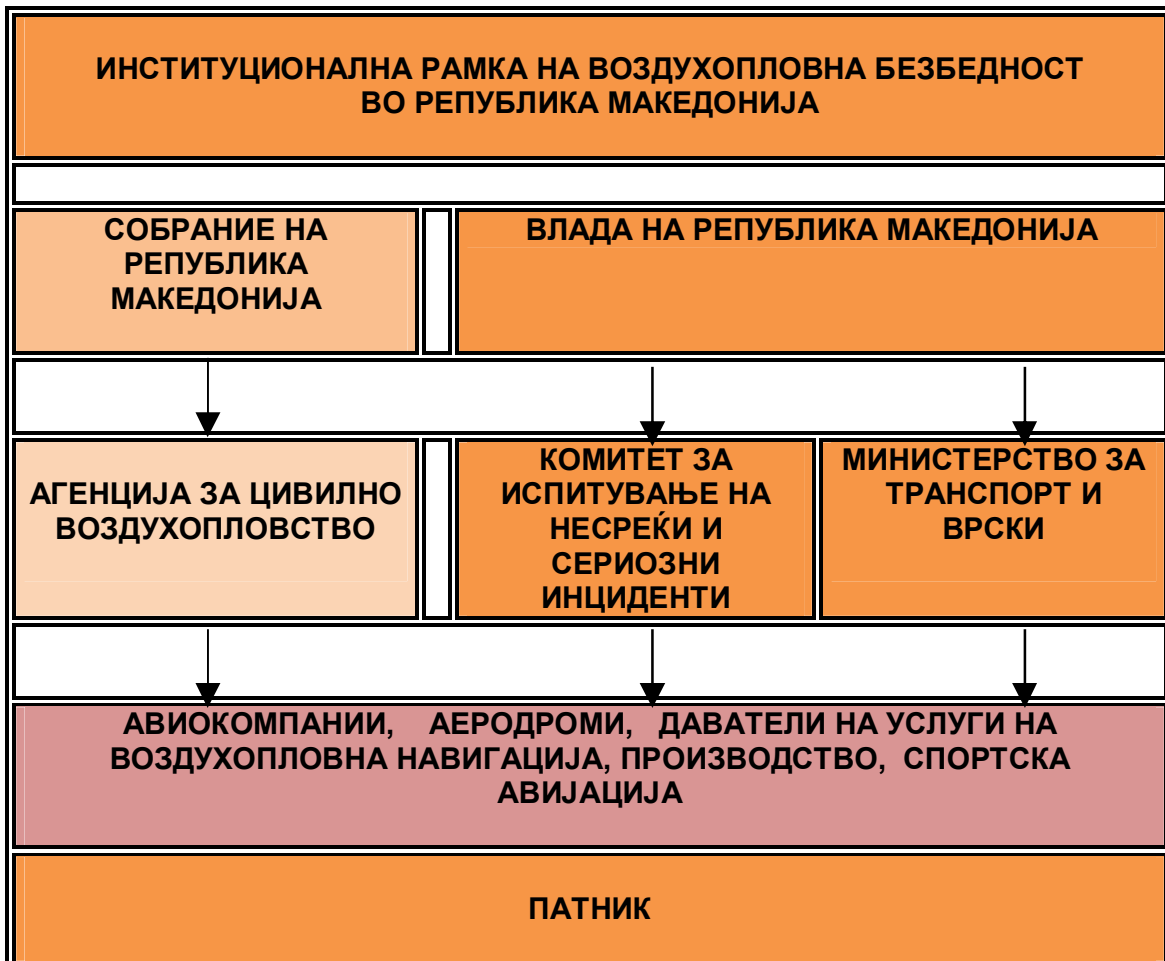 ИНСТИТУЦИОНАЛНА РАМКА НА ВОЗДУХОПЛОВНА БЕЗБЕДНОСТ
ВО РЕПУБЛИКА МАКЕДОНИЈА
СОБРАНИЕ НА
РЕПУБЛИКА
МАКЕДОНИЈА
ВЛАДА НА РЕПУБЛИКА МАКЕДОНИЈА
АГЕНЦИЈА ЗА ЦИВИЛНО
ВОЗДУХОПЛОВСТВО
КОМИТЕТ ЗА
ИСПИТУВАЊЕ НА
НЕСРЕЌИ И
СЕРИОЗНИ
ИНЦИДЕНТИ
МИНИСТЕРСТВО ЗА
ТРАНСПОРТ И
ВРСКИ
АВИОКОМПАНИИ, АЕРОДРОМИ, ДАВАТЕЛИ НА УСЛУГИ НА
ВОЗДУХОПЛОВНА НАВИГАЦИЈА, ПРОИЗВОДСТВО, СПОРТСКА
АВИЈАЦИЈА
ПАТНИК